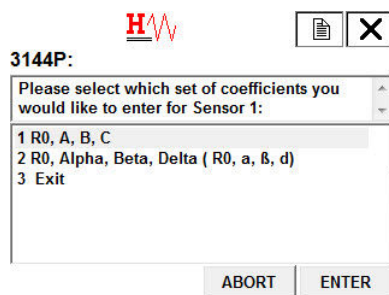 H
3144P:
Please select which set of coefficients you
would like to enter for Sensor 1:
1 R0, A, B, C
2 R0, Alpha, Beta, Delta ( R0, a, ß, d)
3 Exit
ABORT ENTER